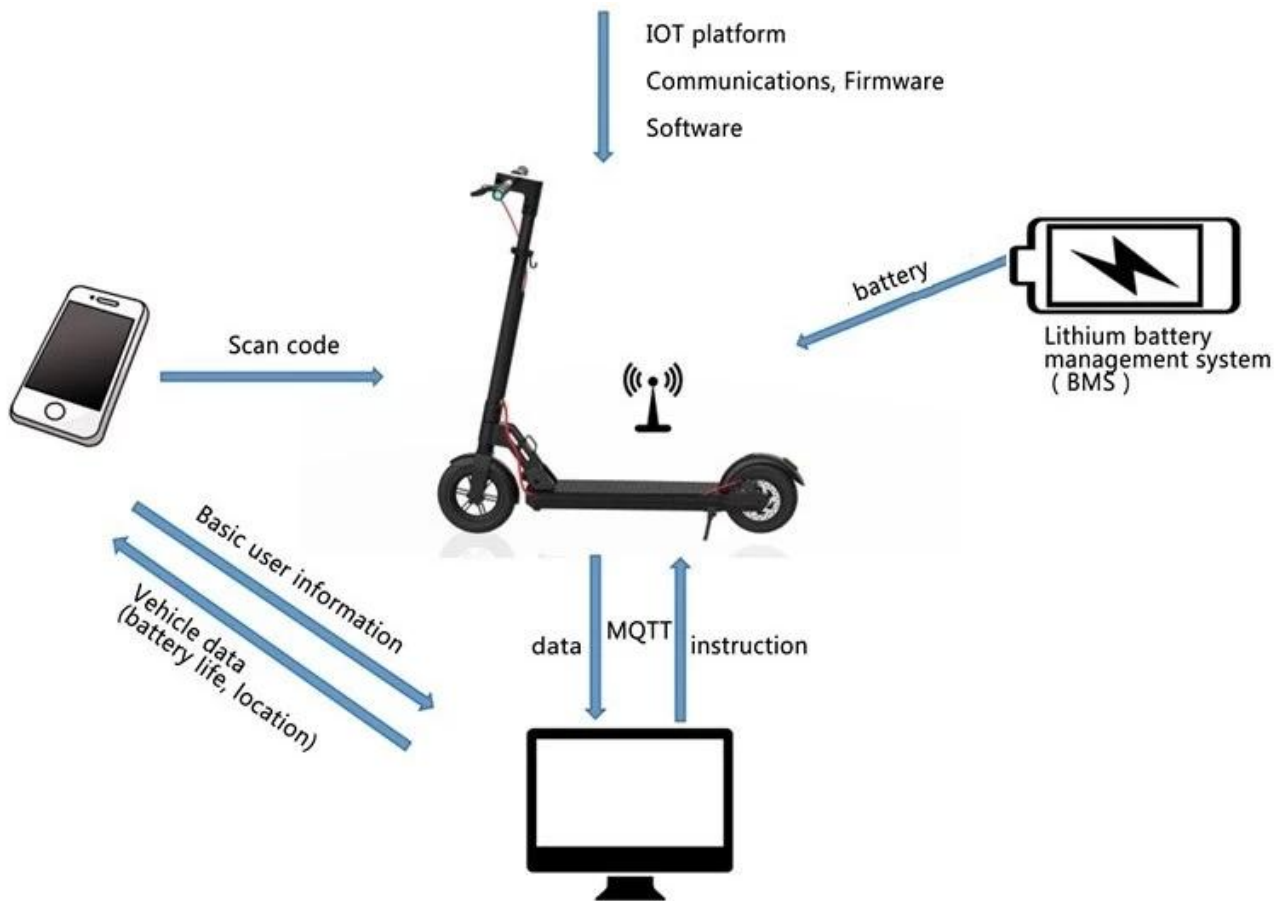 IOT platform
Communications, Firmware
Software
battery
Lithium battery
management system
( BMS )
Scan code
Basic user information
Vehicle data
(battery life, location)
data
MQTT
instruction